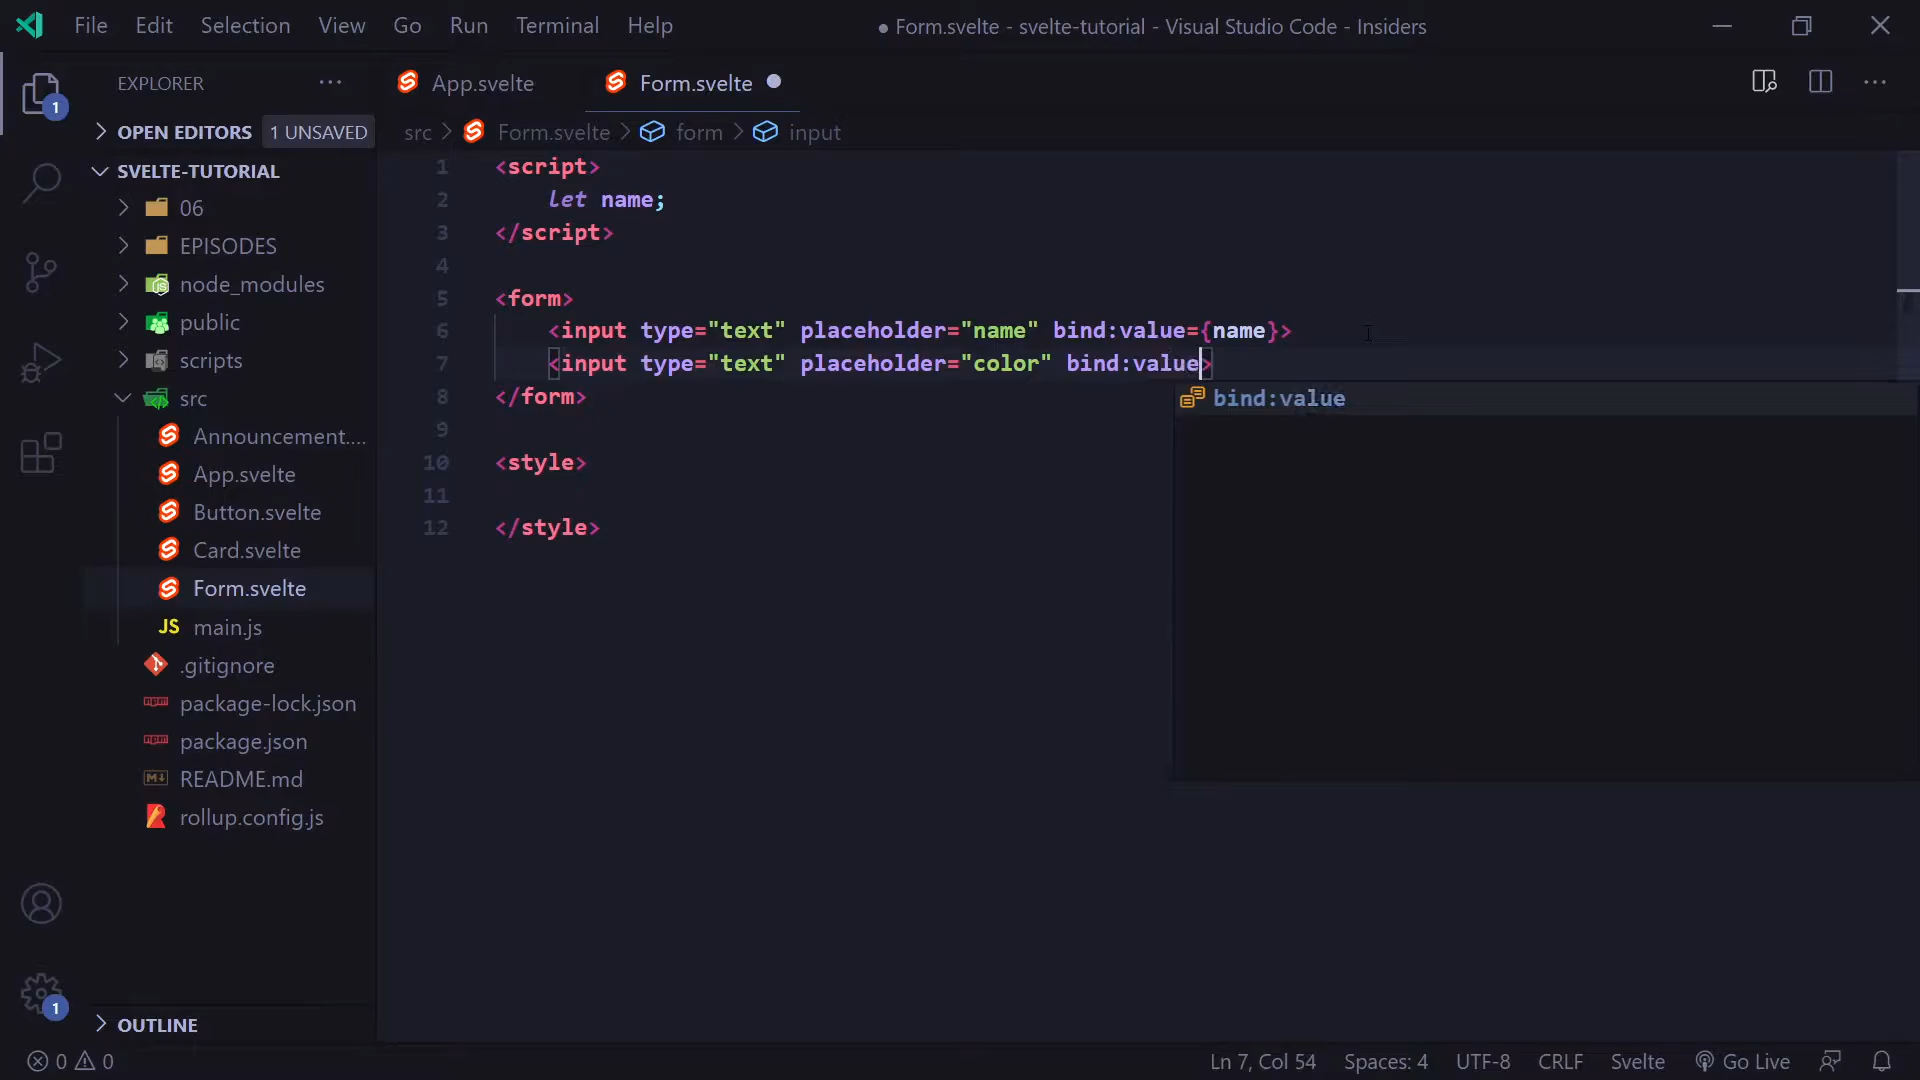 File Edit Selection View Go Run Terminal Help
● Form.svelte - svelte-tutorial - Visual Studio Code - Insiders
EXPLORER
OPEN EDITORS 1 UNSAVED
SVELTE-TUTORIAL
06
EPISODES
node_modules
public
scripts
src
Announcement....
App.svelte
Button.svelte
Card.svelte
Form.svelte
JS main.js
.gitignore
package-lock.json
package.json
README.md
rollup.config.js
OUTLINE
1
1
App.svelte Form.svelte
src > Form.svelte > form > input
1 <script>
2 let name;
3 </script>
4
5 <form>
6 <input type="text" placeholder="name" bind:value={name}>
7 <input type="text" placeholder="color" bind:value>
8 </form>
9
10 <style>
11
12 </style>
bind:value
0 0
Ln 7, Col 54 Spaces: 4 UTF-8 CRLF Svelte Go Live